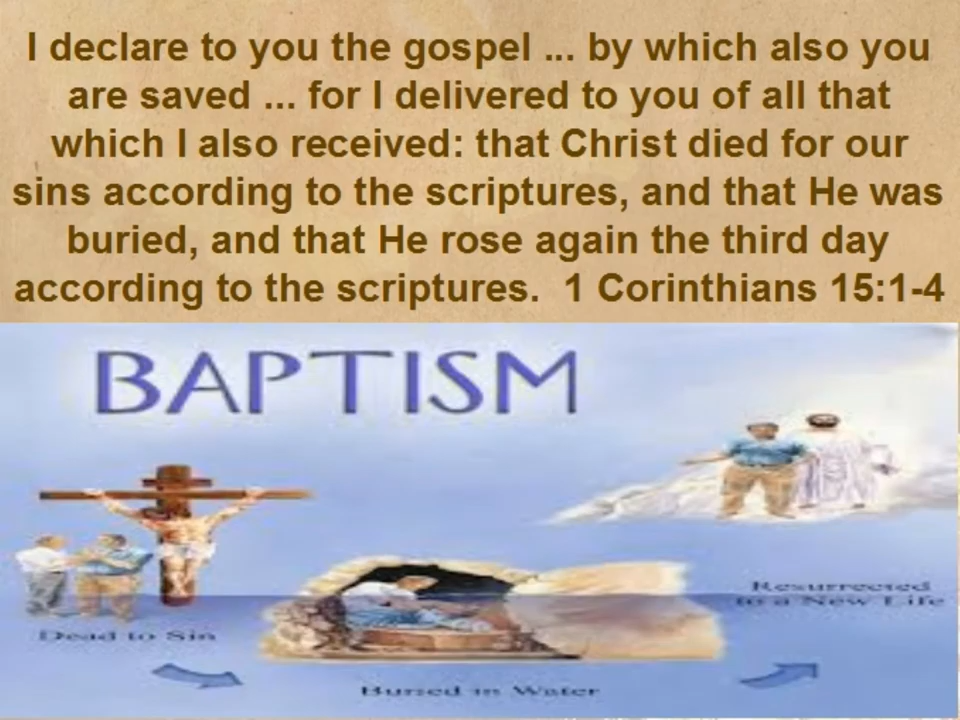 I declare to you the gospel ... by which also you
are saved ... for I delivered to you of all that
which I also received: that Christ died for our
sins according to the scriptures, and that He was
buried, and that He rose again the third day
according to the scriptures.  1 Corinthians 15:1-4
BAPTISM
Resurrected
to a New Life
Dead to Sin
Buried in Water